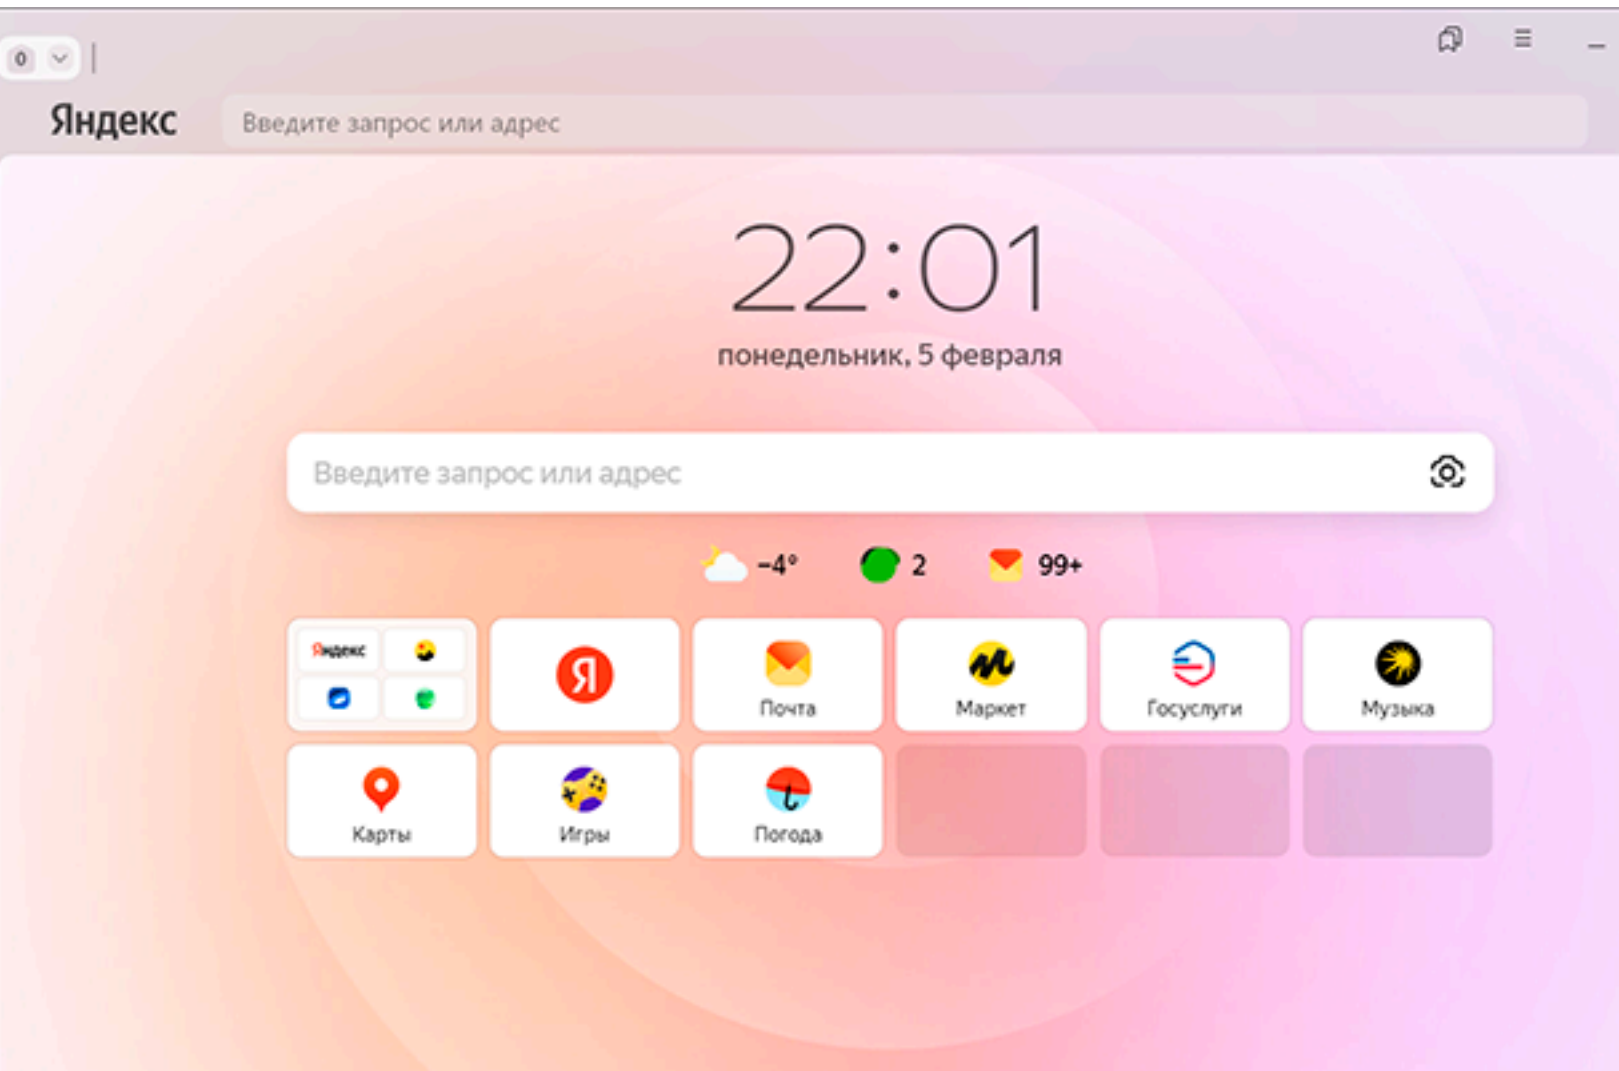 0
Яндекс
Введите запрос или адрес
22:01
понедельник, 5 февраля
Введите запрос или адрес
−4°
2
99+
Яндекс
Я
Почта
Маркет
Госуслуги
Музыка
Карты
Игры
Погода